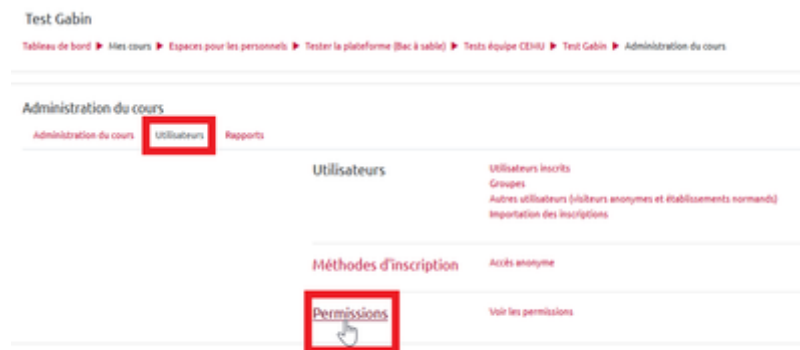 Test Gabin
Tableau de bord ▶ Mes cours ▶ Espaces pour les personnels ▶ Tester la plateforme (Bac à sable) ▶ Tests équipe CEMU ▶ Test Gabin ▶ Administration du cours
Administration du cours
Administration du cours Utilisateurs Rapports
Utilisateurs Utilisateurs inscrits
Groupes
Autres utilisateurs (visiteurs anonymes et établissements normands)
Importation des inscriptions
Méthodes d'inscription Accès anonyme
Permissions Voir les permissions